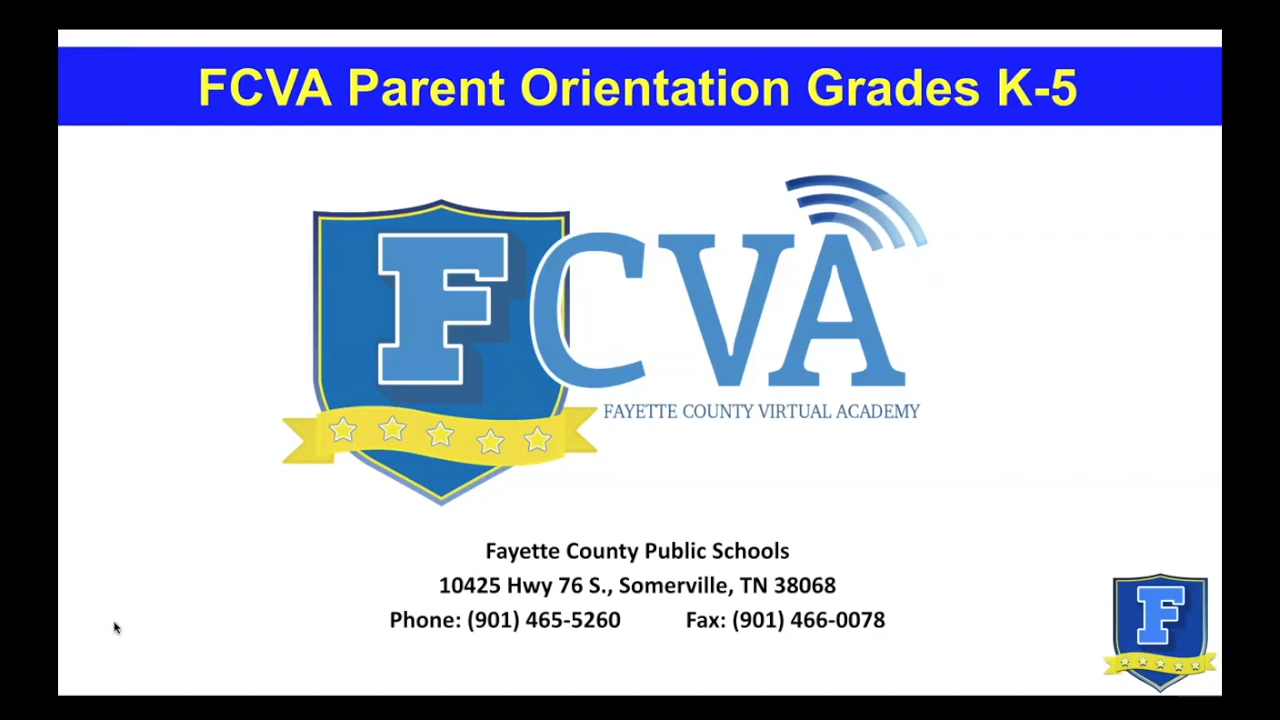 FCVA Parent Orientation Grades K-5
FCVA
FAYETTE COUNTY VIRTUAL ACADEMY
Fayette County Public Schools
10425 Hwy 76 S., Somerville, TN 38068
Phone: (901) 465-5260 Fax: (901) 466-0078
F